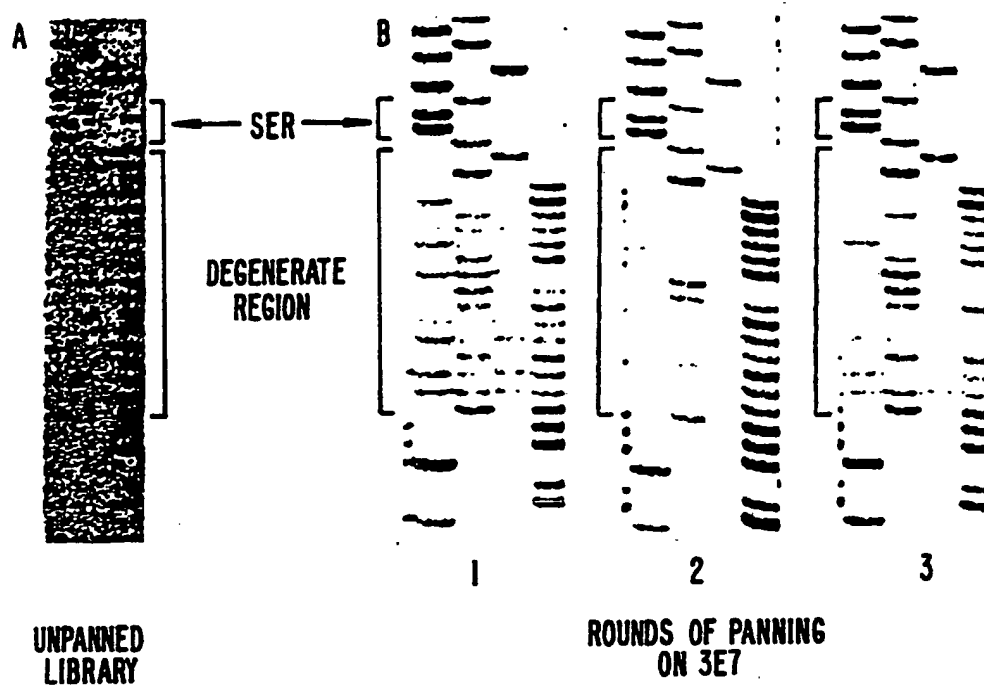 A
B
SER
DEGENERATE
REGION
1
2
3
UNPANNED
LIBRARY
ROUNDS OF PANNING
ON 3E7